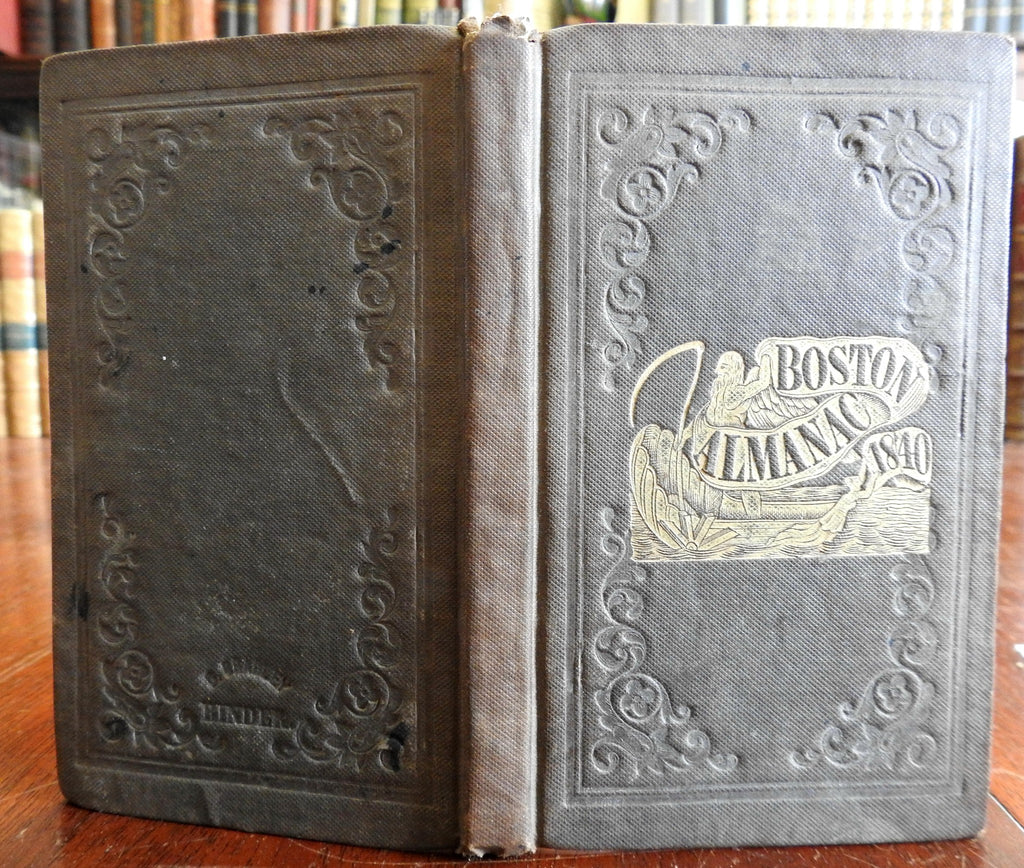 BOSTON
ALMANAC
1840
BINDER